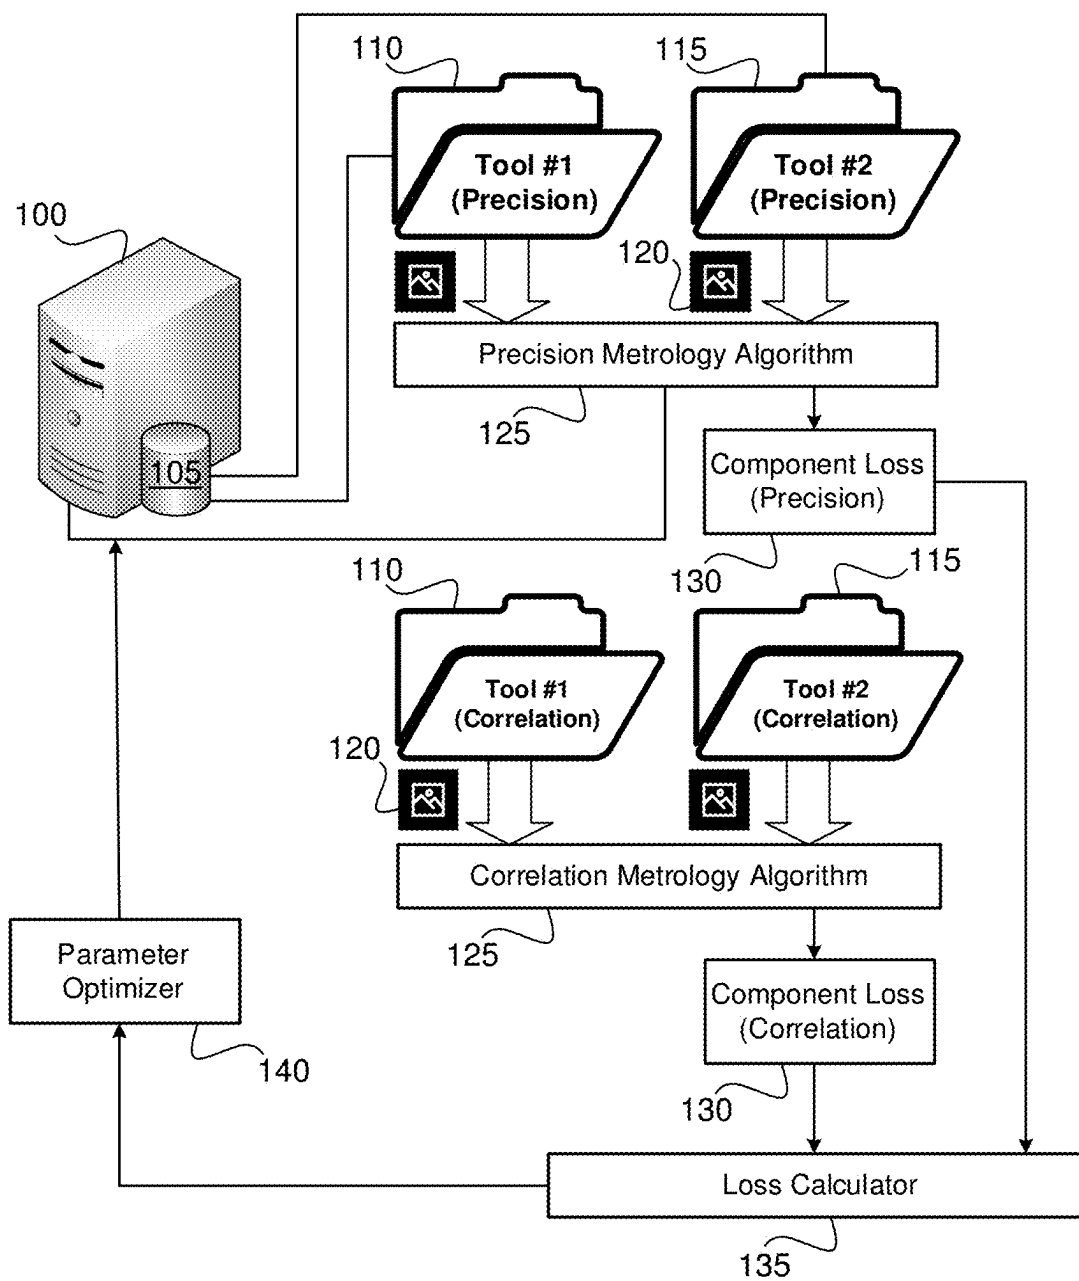 110
115
Tool #1
(Precision)
Tool #2
(Precision)
100
120
Precision Metrology Algorithm
125
105
Component Loss
(Precision)
130
110
115
Tool #1
(Correlation)
Tool #2
(Correlation)
120
Correlation Metrology Algorithm
125
Parameter
Optimizer
140
Component Loss
(Correlation)
130
Loss Calculator
135